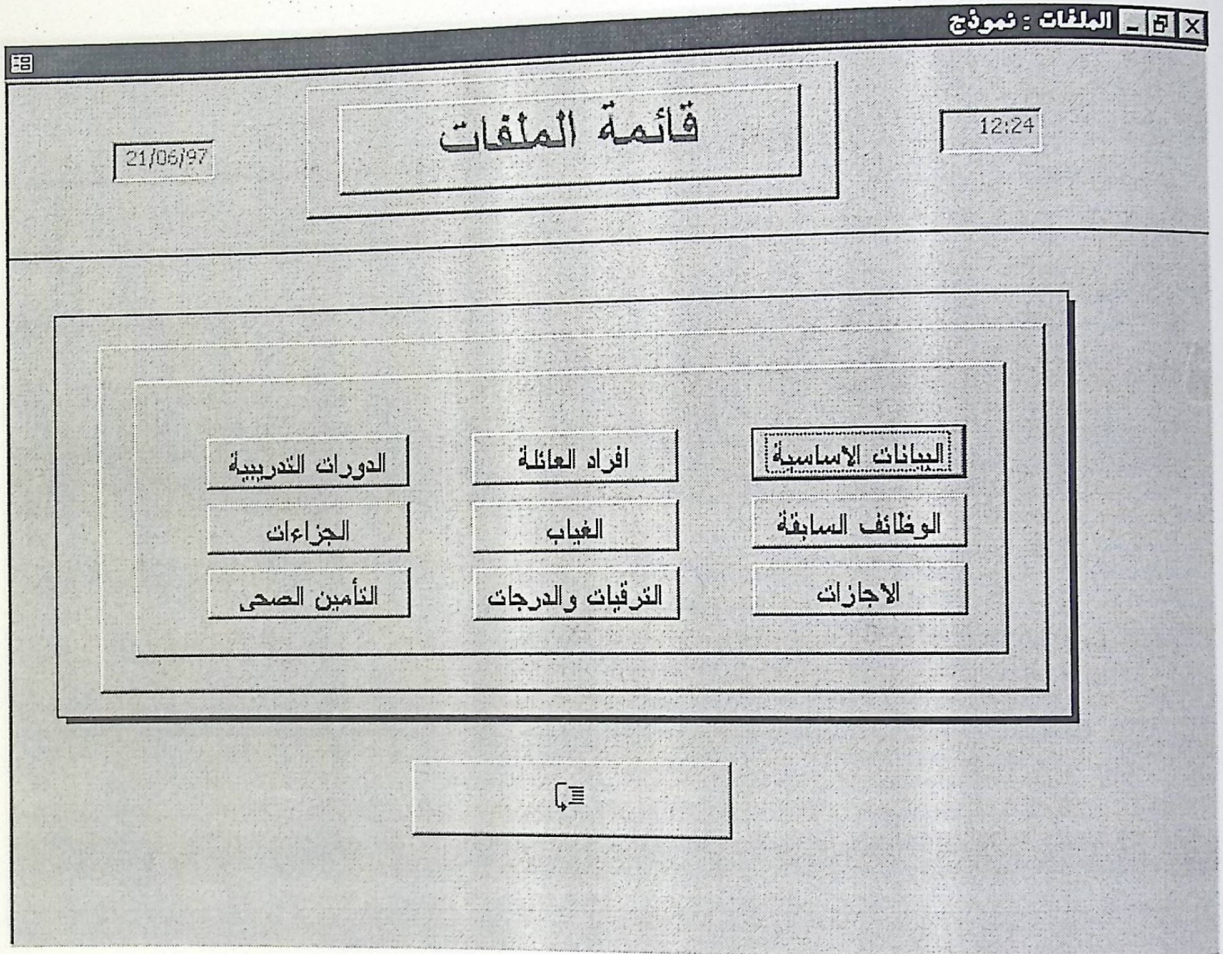 الملفات : نموذج
12:24
قائمة الملفات
21/06/97
البيانات الاساسية
افراد العائلة
الدورات التدريبية
الوظائف السابقة
الغياب
الجزاءات
الاجازات
الترقيات والدرجات
التأمين الصحى